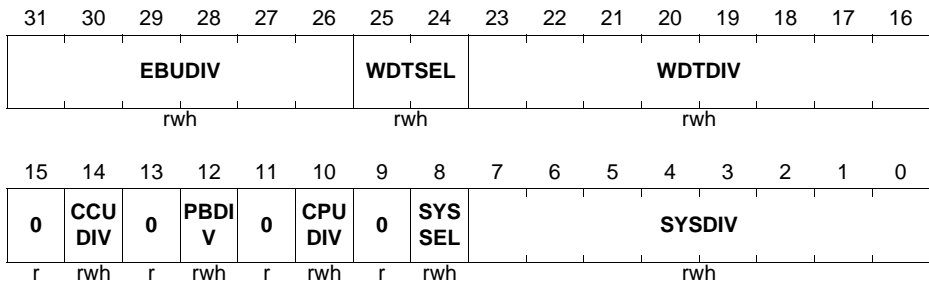 31 30 29 28 27 26 25 24 23 22 21 20 19 18 17 16
EBUDIV WDTSEL WDTDIV
rwh rwh rwh
15 14 13 12 11 10 9 8 7 6 5 4 3 2 1 0
0 CCU DIV 0 PBDI V 0 CPU DIV 0 SYS SEL SYSDIV
r rwh r rwh r rwh r rwh rwh